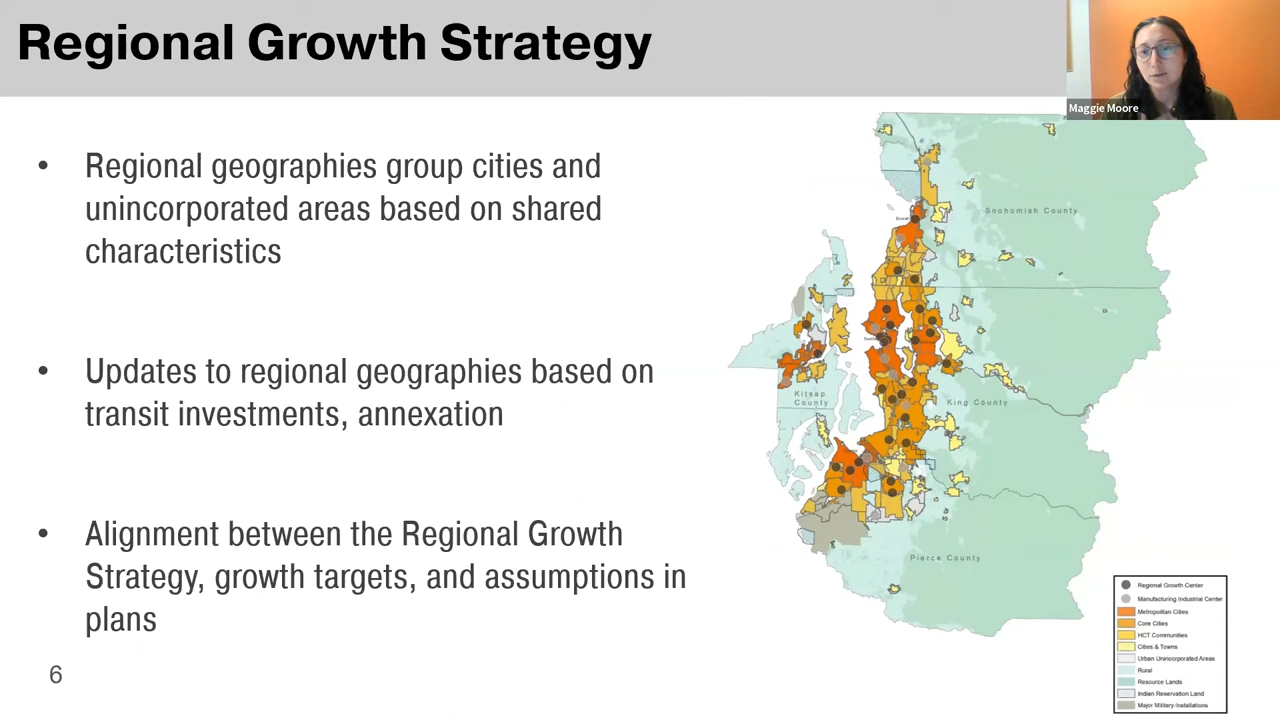 Regional Growth Strategy
Maggie Moore
• Regional geographies group cities and
unincorporated areas based on shared
characteristics
• Updates to regional geographies based on
transit investments, annexation
• Alignment between the Regional Growth
Strategy, growth targets, and assumptions in
plans
6
Snohomish County
Kitsap
County
King County
Pierce County
Regional Growth Center
Manufacturing Industrial Center
Metropolitan Cities
Core Cities
HCT Communities
Cities & Towns
Urban Unincorporated Areas
Rural
Resource Lands
Indian Reservation Land
Major Military Installations